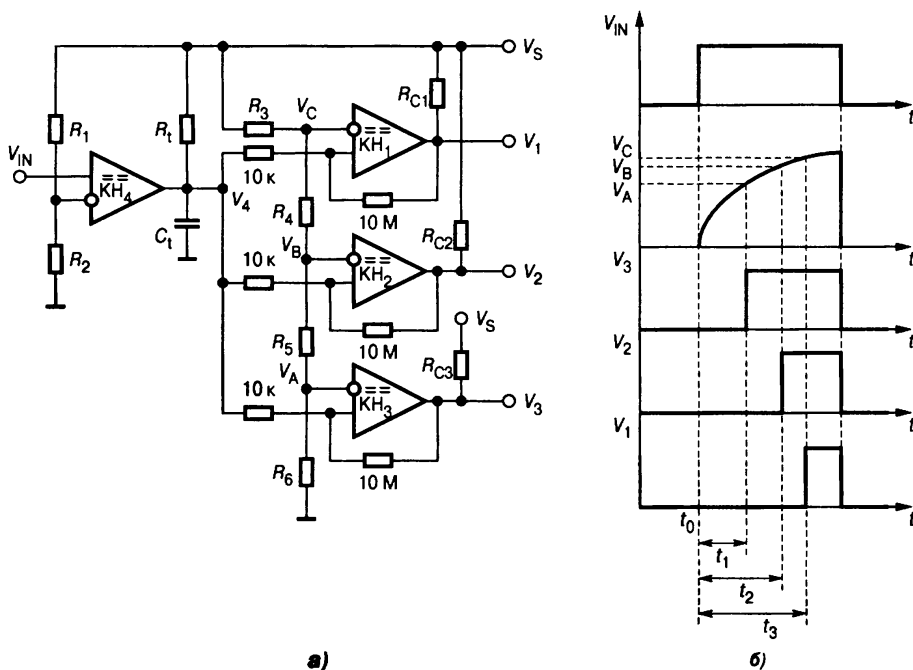 V_S
R_1
R_t
R_3
V_C
R_C1
V_IN
KH_4
==
KH_1
V_1
10 к
V_4
10 М
R_4
C_t
R_2
R_C2
V_B
==
KH_2
V_2
10 к
10 М
V_S
R_5
R_C3
V_A
10 к
==
KH_3
V_3
R_6
10 М
а)
V_IN
t
V_C
V_B
V_A
V_3
t
V_2
t
V_1
t
t_0
t
t_1
t_2
t_3
б)